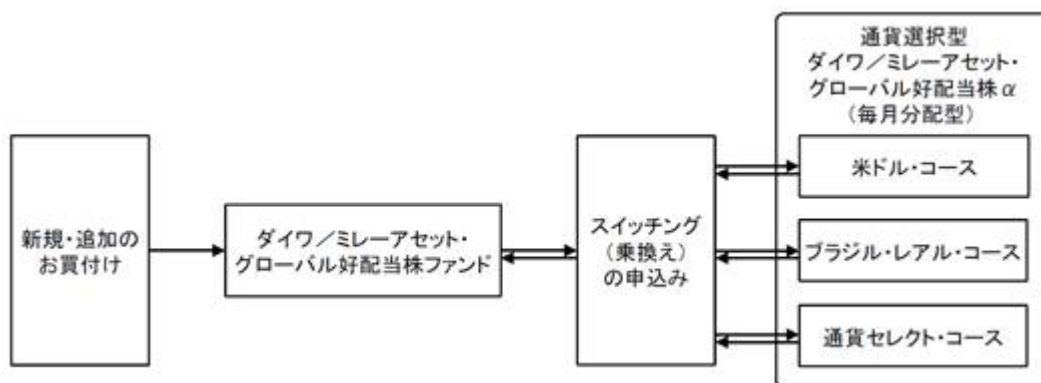 新規・追加の
お買付け
ダイワ／ミレーアセット・
グローバル好配当株ファンド
スイッチング
（乗換え）
の申込み
通貨選択型
ダイワ／ミレーアセット・
グローバル好配当株α
（毎月分配型）
米ドル・コース
ブラジル・レアル・コース
通貨セレクト・コース